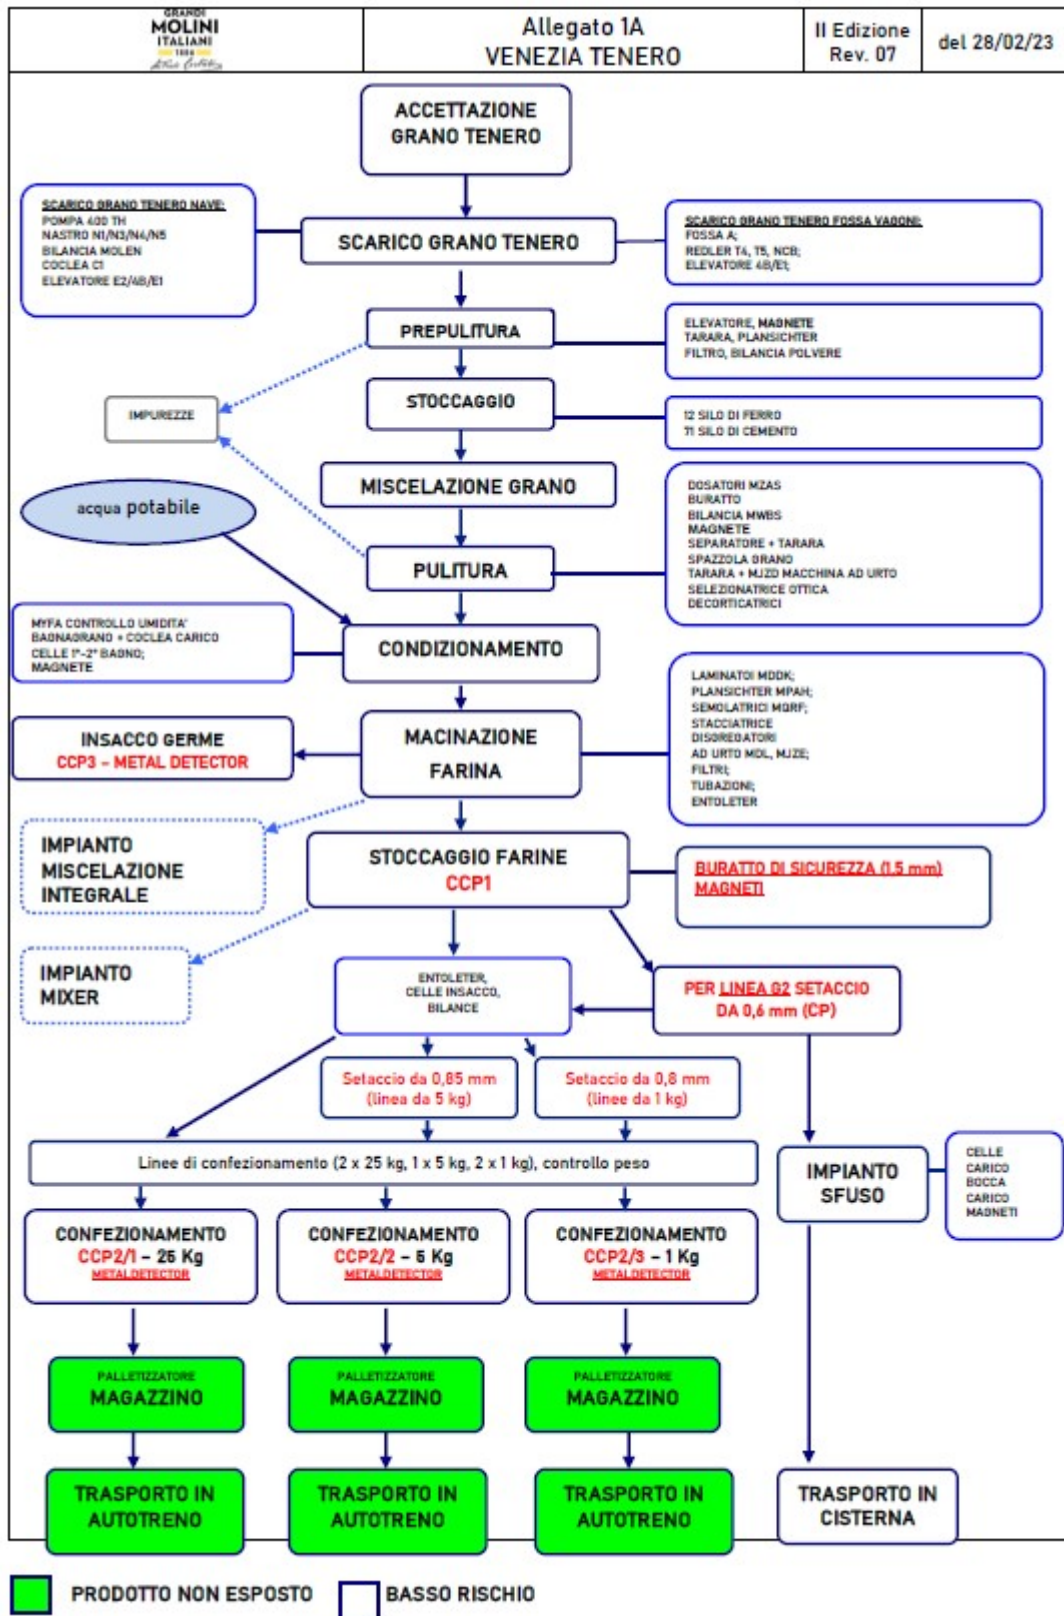 GRANDI
MOLINI
ITALIANI
1886
Allegato 1A
VENEZIA TENERO
II Edizione
Rev. 07
del 28/02/23
ACCETTAZIONE
GRANO TENERO
SCARICO GRANO TENERO NAVE:
POMPA 400 TH
NASTRO N1/N3/N4/N5
BILANCIA MOLEN
COCLEA C1
ELEVATORE E2/4B/E1
SCARICO GRANO TENERO
SCARICO GRANO TENERO FOSSA VAGONI:
FOSSA A;
REDLER T4, T5, NCB;
ELEVATORE 4B/E1;
PREPULITURA
ELEVATORE, MAGNETE
TARARA, PLANSICHTER
FILTRO, BILANCIA POLVERE
IMPUREZZE
STOCCAGGIO
12 SILO DI FERRO
71 SILO DI CEMENTO
MISCELAZIONE GRANO
acqua potabile
DOSATORI MZAS
BURATTO
BILANCIA MWBS
MAGNETE
SEPARATORE + TARARA
SPAZZOLA GRANO
TARARA + MJZD MACCHINA AD URTO
SELEZIONATRICE OTTICA
DECORTICATRICI
PULITURA
MYFA CONTROLLO UMIDITA'
BAGNAGRANO + COCLEA CARICO
CELLE 1°-2° BAGNO;
MAGNETE
CONDIZIONAMENTO
LAMINATOI MDDK;
PLANSICHTER MPAH;
SEMOLATRICI MQRF;
STACCIATRICE
DISGREGATORI
AD URTO MDL, MJZE;
FILTRI;
TUBAZIONI;
ENTOLETER
INSACCO GERME
CCP3 – METAL DETECTOR
MACINAZIONE
FARINA
IMPIANTO
MISCELAZIONE
INTEGRALE
STOCCAGGIO FARINE
CCP1
BURATTO DI SICUREZZA (1.5 mm)
MAGNETI
IMPIANTO
MIXER
ENTOLETER,
CELLE INSACCO,
BILANCE
PER LINEA G2 SETACCIO
DA 0,6 mm (CP)
Setaccio da 0,85 mm
(linea da 5 kg)
Setaccio da 0,8 mm
(linee da 1 kg)
Linee di confezionamento (2 x 25 kg, 1 x 5 kg, 2 x 1 kg), controllo peso
IMPIANTO
SFUSO
CELLE
CARICO
BOCCA
CARICO
MAGNETI
CONFEZIONAMENTO
CCP2/1 – 25 Kg
METALDETECTOR
CONFEZIONAMENTO
CCP2/2 – 5 Kg
METALDETECTOR
CONFEZIONAMENTO
CCP2/3 – 1 Kg
METALDETECTOR
PALLETIZZATORE
MAGAZZINO
PALLETIZZATORE
MAGAZZINO
PALLETIZZATORE
MAGAZZINO
TRASPORTO IN
AUTOTRENO
TRASPORTO IN
AUTOTRENO
TRASPORTO IN
AUTOTRENO
TRASPORTO IN
CISTERNA
PRODOTTO NON ESPOSTO
BASSO RISCHIO